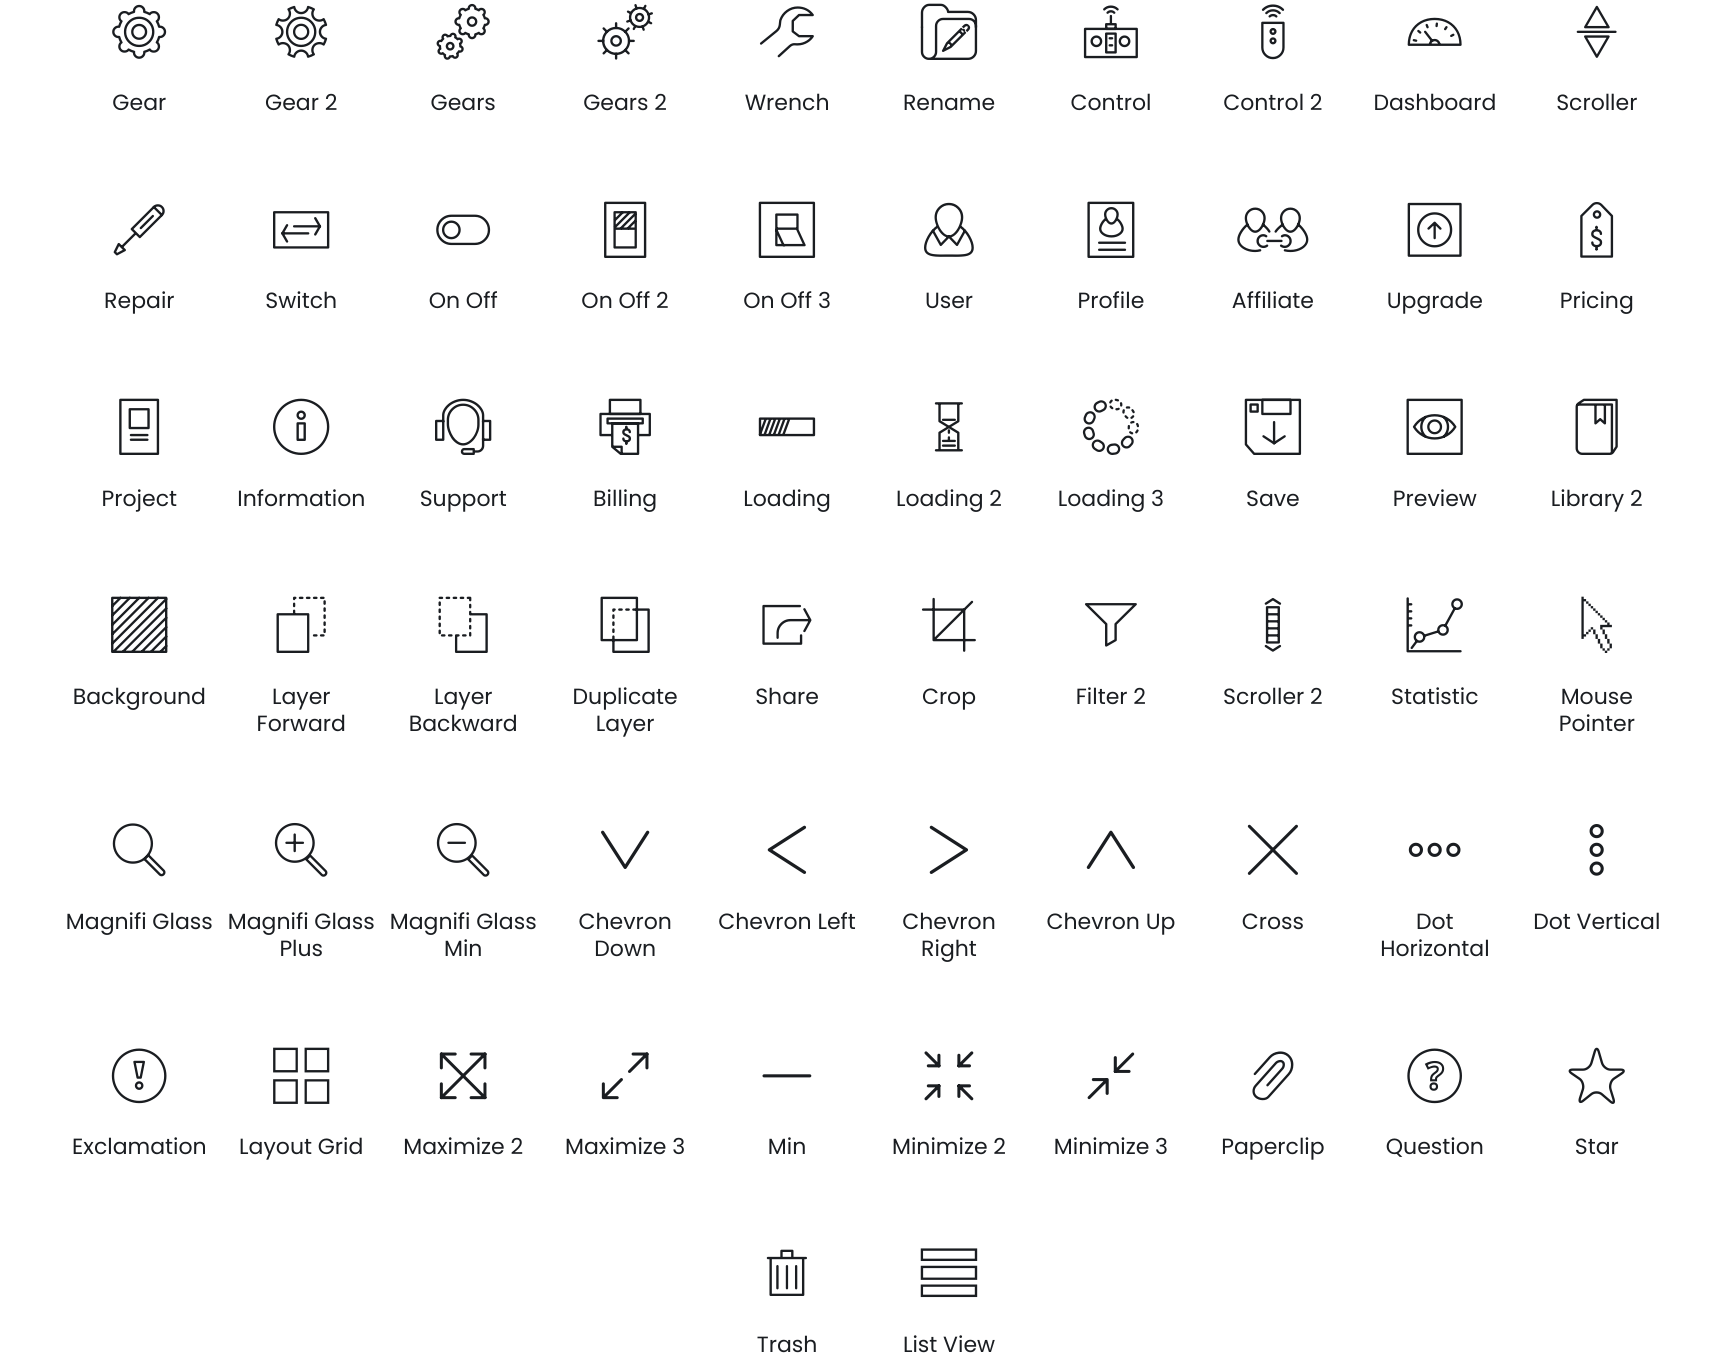 Gear Gear 2 Gears Gears 2 Wrench Rename Control Control 2 Dashboard Scroller
Repair Switch On Off On Off 2 On Off 3 User Profile Affiliate Upgrade Pricing
Project Information Support Billing Loading Loading 2 Loading 3 Save Preview Library 2
Background Layer Layer Duplicate Share Crop Filter 2 Scroller 2 Statistic Mouse
Forward Backward Layer Pointer
Magnifi Glass Magnifi Glass Magnifi Glass Chevron Chevron Left Chevron Chevron Up Cross Dot Dot Vertical
Plus Min Down Right Horizontal
Exclamation Layout Grid Maximize 2 Maximize 3 Min Minimize 2 Minimize 3 Paperclip Question Star
Trash List View